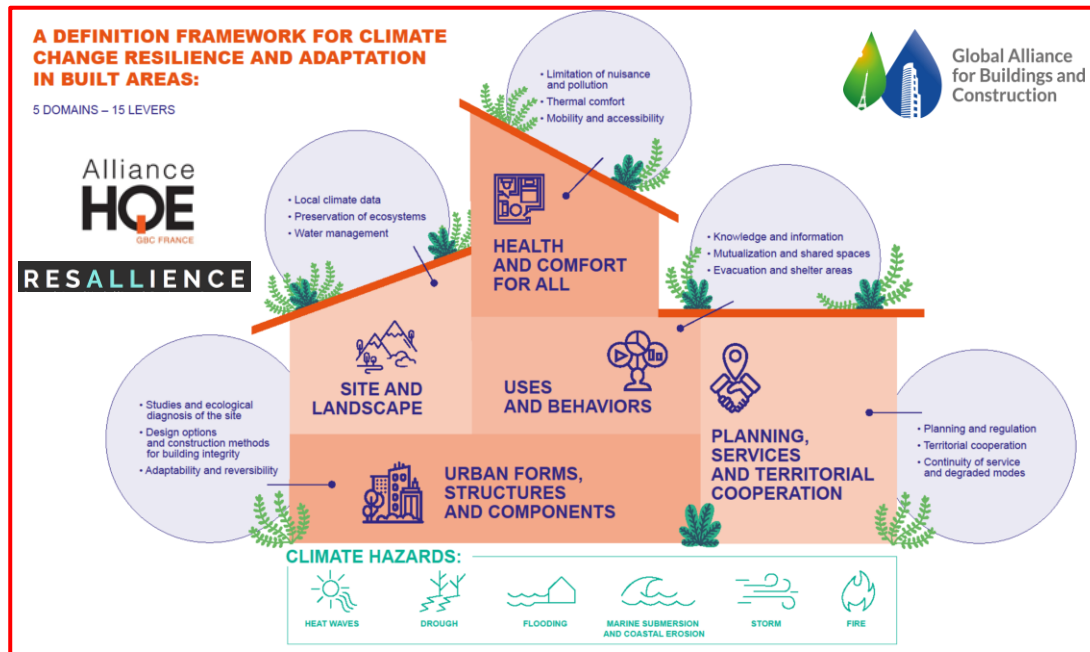 A DEFINITION FRAMEWORK FOR CLIMATE
CHANGE RESILIENCE AND ADAPTATION
IN BUILT AREAS:
5 DOMAINS – 15 LEVERS
Alliance
HQE
GBC FRANCE
RESALLIENCE
Global Alliance
for Buildings and
Construction
• Limitation of nuisance
and pollution
• Thermal comfort
• Mobility and accessibility
• Local climate data
• Preservation of ecosystems
• Water management
HEALTH
AND COMFORT
FOR ALL
• Knowledge and information
• Mutualization and shared spaces
• Evacuation and shelter areas
SITE AND
LANDSCAPE
USES
AND BEHAVIORS
• Studies and ecological
diagnosis of the site
• Design options
and construction methods
for building integrity
• Adaptability and reversibility
PLANNING,
SERVICES
AND TERRITORIAL
COOPERATION
• Planning and regulation
• Territorial cooperation
• Continuity of service
and degraded modes
URBAN FORMS,
STRUCTURES
AND COMPONENTS
CLIMATE HAZARDS:
HEAT WAVES
DROUGH
FLOODING
MARINE SUBMERSION
AND COASTAL EROSION
STORM
FIRE